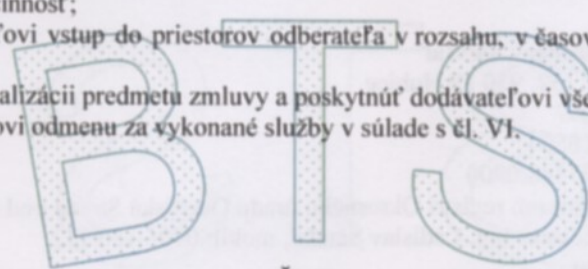 činnosť;
ľovi vstup do priestorov odberateľa v rozsahu, v časov
alizácii predmetu zmluvy a poskytnúť dodávateľovi vše
ovi odmenu za vykonané služby v súlade s čl. VI.
BTS